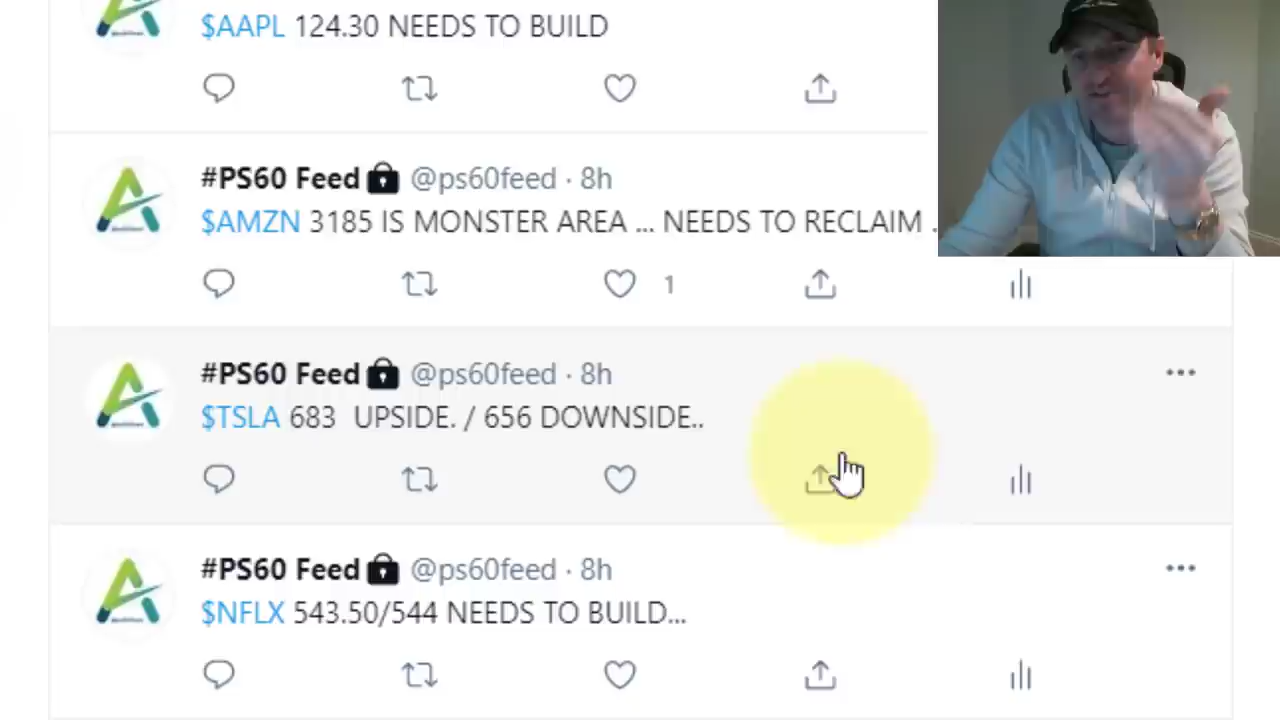 $AAPL 124.30 NEEDS TO BUILD
#PS60 Feed @ps60feed · 8h
$AMZN 3185 IS MONSTER AREA ... NEEDS TO RECLAIM .
1
#PS60 Feed @ps60feed · 8h
$TSLA 683 UPSIDE. / 656 DOWNSIDE..
#PS60 Feed @ps60feed · 8h
$NFLX 543.50/544 NEEDS TO BUILD...